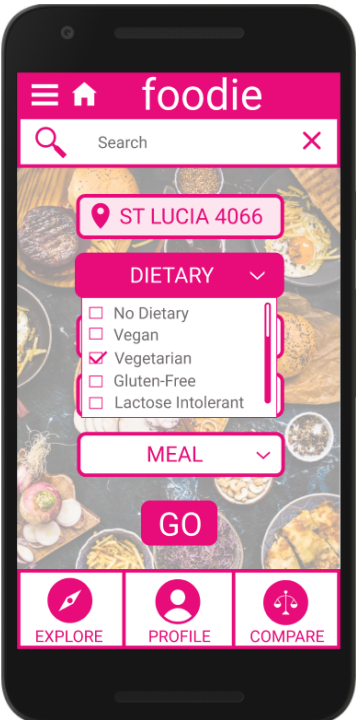 foodie
Search
ST LUCIA 4066
DIETARY
No Dietary
Vegan
Vegetarian
Gluten-Free
Lactose Intolerant
MEAL
GO
EXPLORE
PROFILE
COMPARE